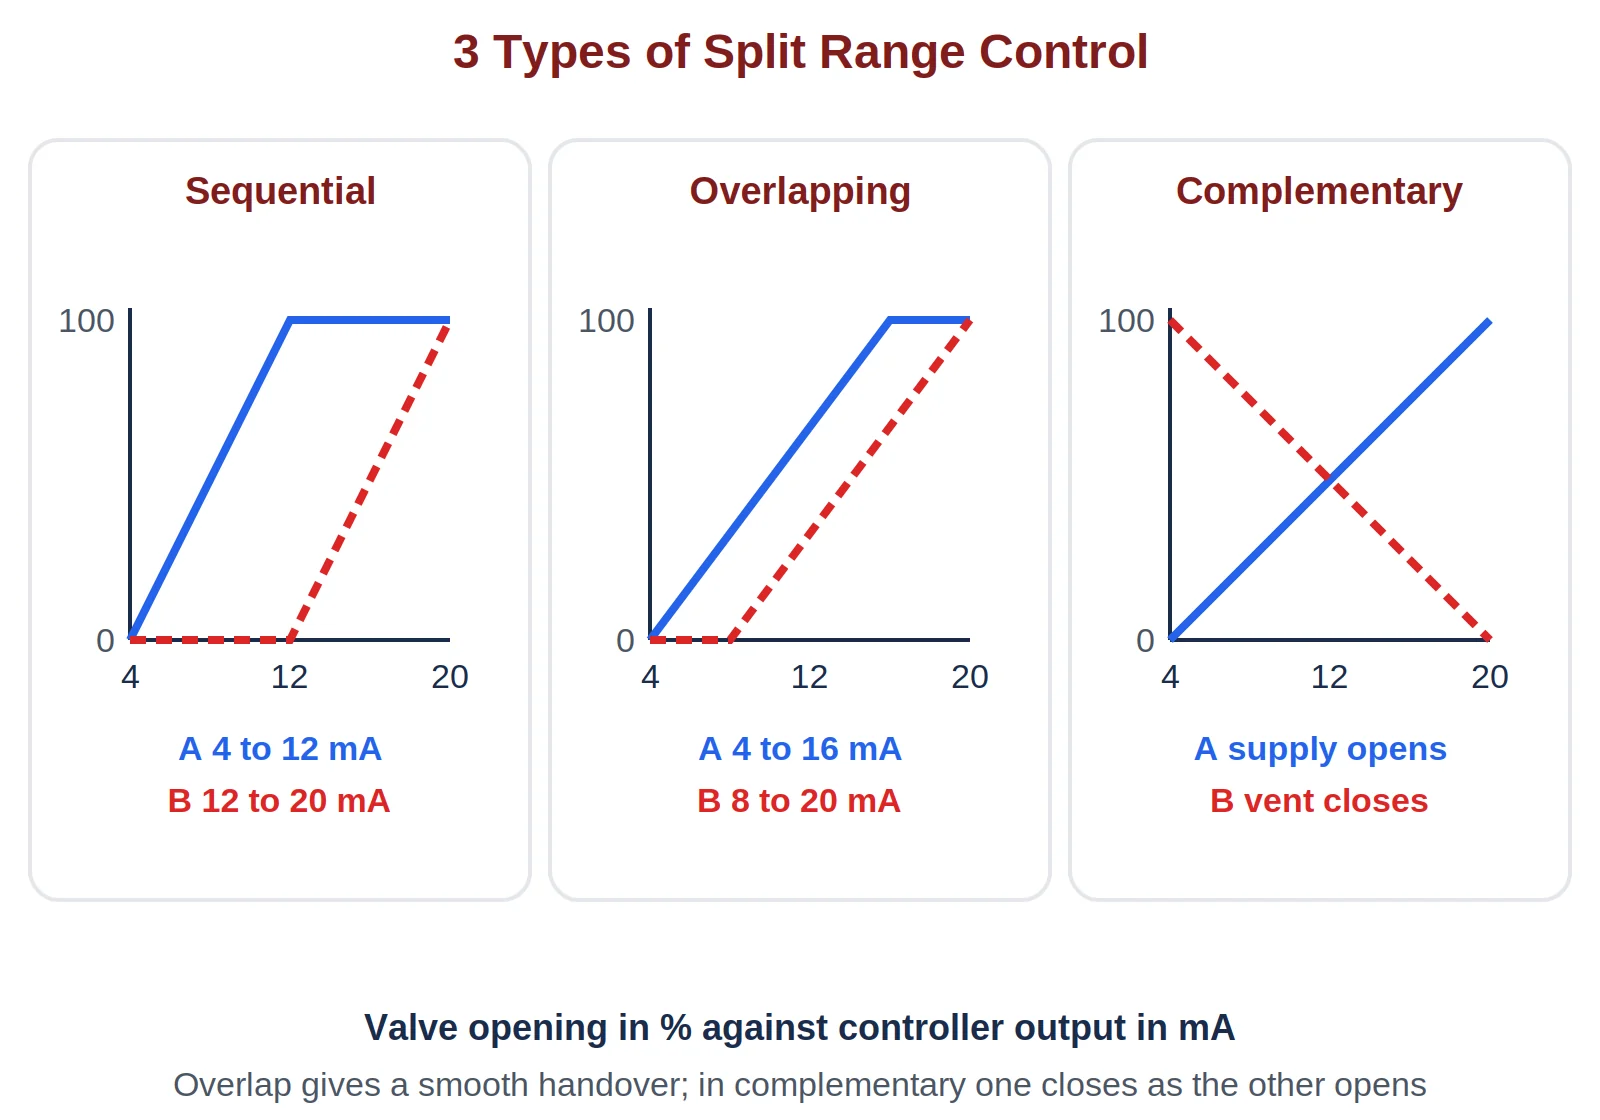 3 Types of Split Range Control
Sequential
100
0
4 12 20
A 4 to 12 mA
B 12 to 20 mA
Overlapping
100
0
4 12 20
A 4 to 16 mA
B 8 to 20 mA
Complementary
100
0
4 12 20
A supply opens
B vent closes
Valve opening in % against controller output in mA
Overlap gives a smooth handover; in complementary one closes as the other opens